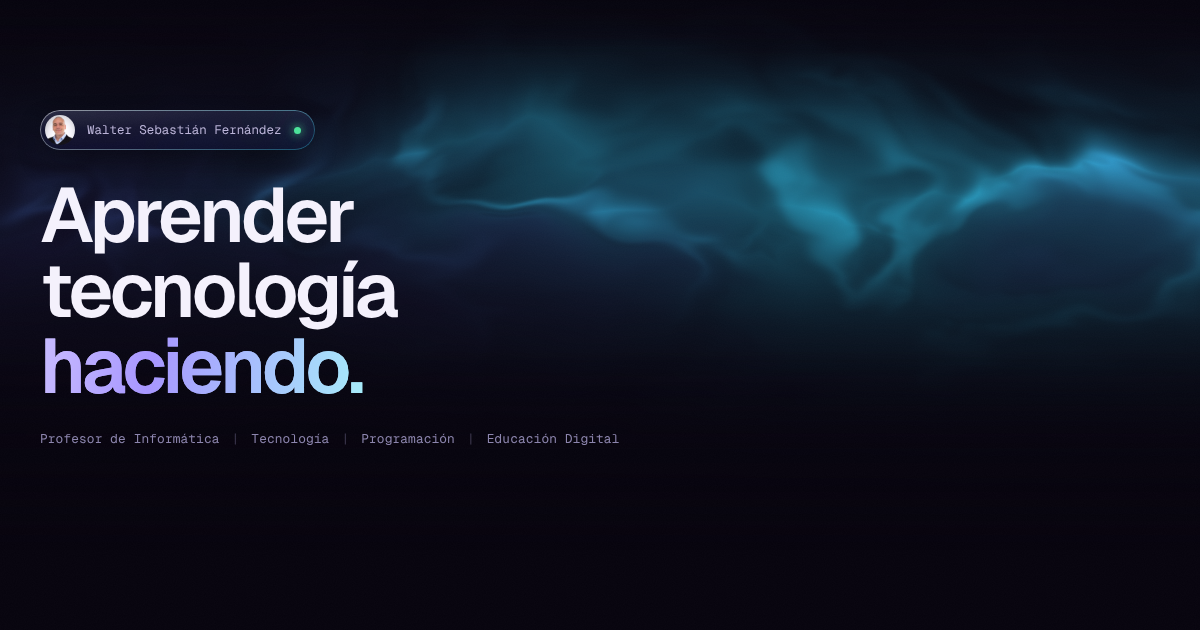 Walter Sebastián Fernández
Aprender
tecnología
haciendo.
Profesor de Informática | Tecnología | Programación | Educación Digital